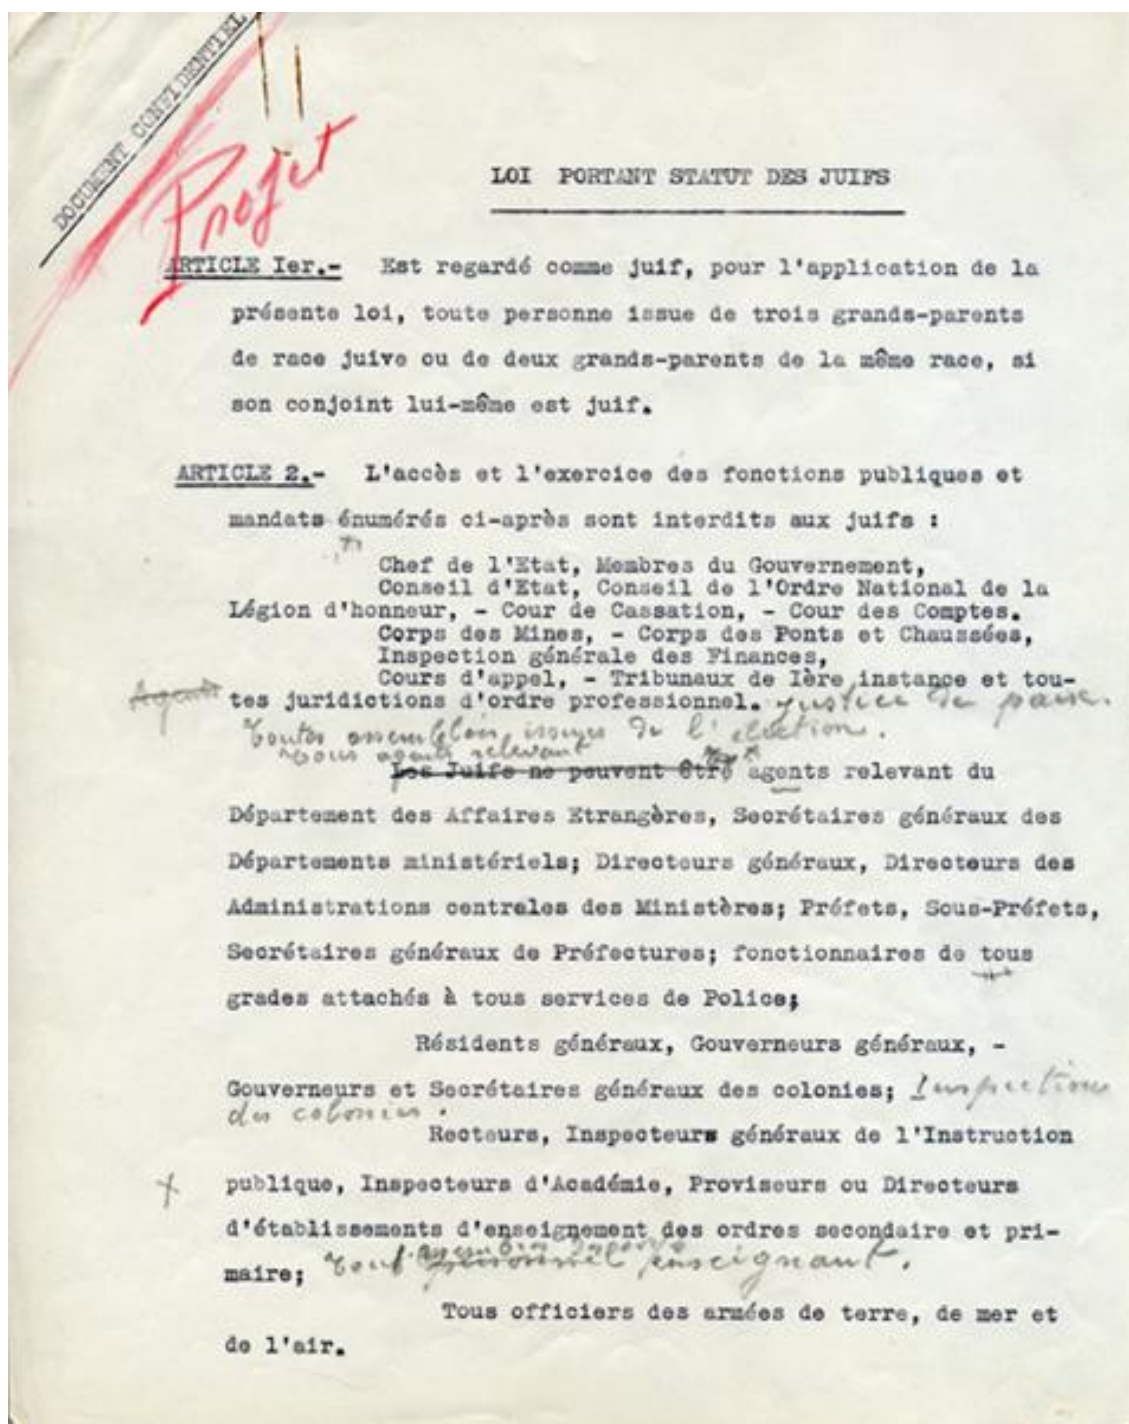 DOCUMENT CONFIDENTIEL
Projet
LOI PORTANT STATUT DES JUIFS
ARTICLE Ier.- Est regardé comme juif, pour l'application de la
présente loi, toute personne issue de trois grands-parents
de race juive ou de deux grands-parents de la même race, si
son conjoint lui-même est juif.
ARTICLE 2.- L'accès et l'exercice des fonctions publiques et
mandats énumérés ci-après sont interdits aux juifs :
Chef de l'Etat, Membres du Gouvernement,
Conseil d'Etat, Conseil de l'Ordre National de la
Légion d'honneur, - Cour de Cassation, - Cour des Comptes.
Corps des Mines, - Corps des Ponts et Chaussées,
Inspection générale des Finances,
Cours d'appel, - Tribunaux de Ière instance et tou-
tes juridictions d'ordre professionnel. justice de paix.
toutes assemblées issues de l'élection.
tous agents relevant
Les Juifs ne peuvent être agents relevant du
Département des Affaires Etrangères, Secrétaires généraux des
Départements ministériels; Directeurs généraux, Directeurs des
Administrations centrales des Ministères; Préfets, Sous-Préfets,
Secrétaires généraux de Préfectures; fonctionnaires de tous
grades attachés à tous services de Police;
Résidents généraux, Gouverneurs généraux, -
Gouverneurs et Secrétaires généraux des colonies; Inspections
des colonies.
Recteurs, Inspecteurs généraux de l'Instruction
publique, Inspecteurs d'Académie, Proviseurs ou Directeurs
d'établissements d'enseignement des ordres secondaire et pri-
maire; tout personnel enseignant.
Tous officiers des armées de terre, de mer et
de l'air.